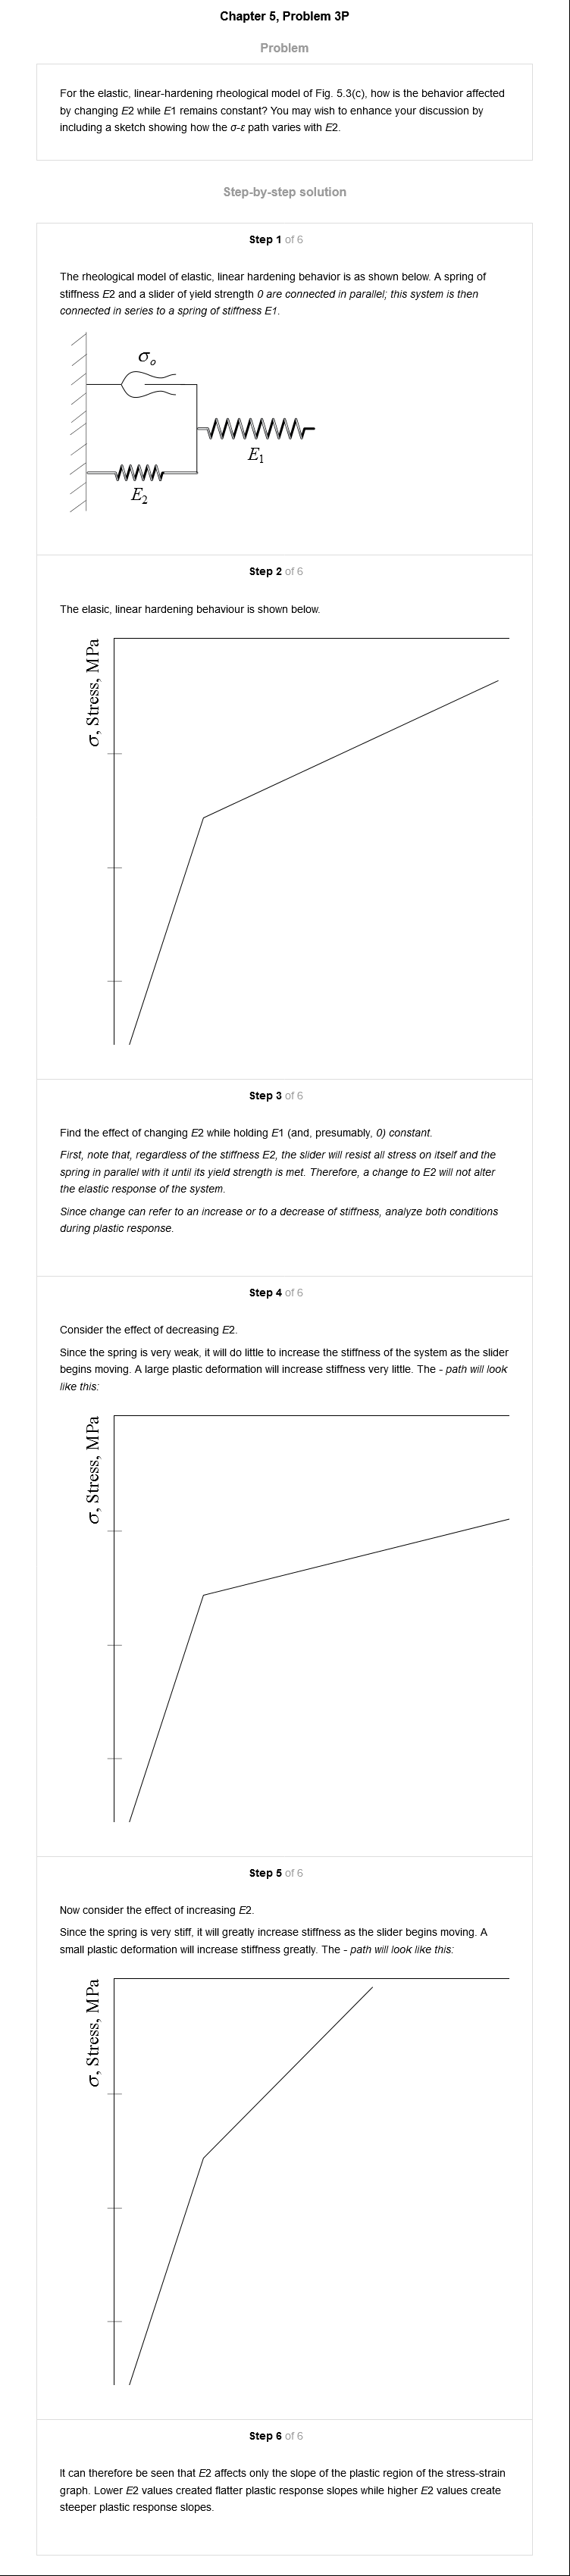 Chapter 5, Problem 3P
Problem
For the elastic, linear-hardening rheological model of Fig. 5.3(c), how is the behavior affected
by changing E2 while E1 remains constant? You may wish to enhance your discussion by
including a sketch showing how the σ-ε path varies with E2.
Step-by-step solution
Step 1 of 6
The rheological model of elastic, linear hardening behavior is as shown below. A spring of
stiffness E2 and a slider of yield strength 0 are connected in parallel; this system is then
connected in series to a spring of stiffness E1.
σo
E1
E2
Step 2 of 6
The elasic, linear hardening behaviour is shown below.
σ, Stress, MPa
Step 3 of 6
Find the effect of changing E2 while holding E1 (and, presumably, 0) constant.
First, note that, regardless of the stiffness E2, the slider will resist all stress on itself and the
spring in parallel with it until its yield strength is met. Therefore, a change to E2 will not alter
the elastic response of the system.
Since change can refer to an increase or to a decrease of stiffness, analyze both conditions
during plastic response.
Step 4 of 6
Consider the effect of decreasing E2.
Since the spring is very weak, it will do little to increase the stiffness of the system as the slider
begins moving. A large plastic deformation will increase stiffness very little. The - path will look
like this:
σ, Stress, MPa
Step 5 of 6
Now consider the effect of increasing E2.
Since the spring is very stiff, it will greatly increase stiffness as the slider begins moving. A
small plastic deformation will increase stiffness greatly. The - path will look like this:
σ, Stress, MPa
Step 6 of 6
It can therefore be seen that E2 affects only the slope of the plastic region of the stress-strain
graph. Lower E2 values created flatter plastic response slopes while higher E2 values create
steeper plastic response slopes.